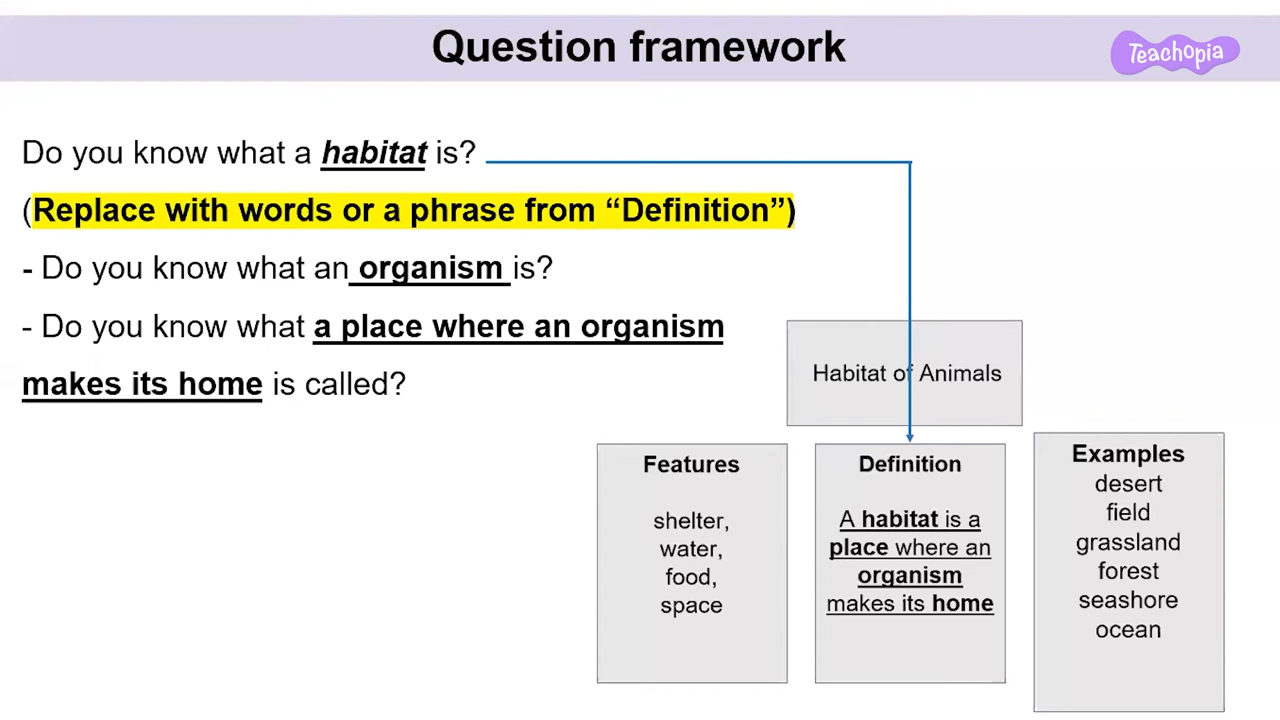 Question framework
Teachopia
Do you know what a habitat is?
(Replace with words or a phrase from “Definition”)
- Do you know what an organism is?
- Do you know what a place where an organism
makes its home is called?
Habitat of Animals
Features
shelter,
water,
food,
space
Definition
A habitat is a
place where an
organism
makes its home
Examples
desert
field
grassland
forest
seashore
ocean